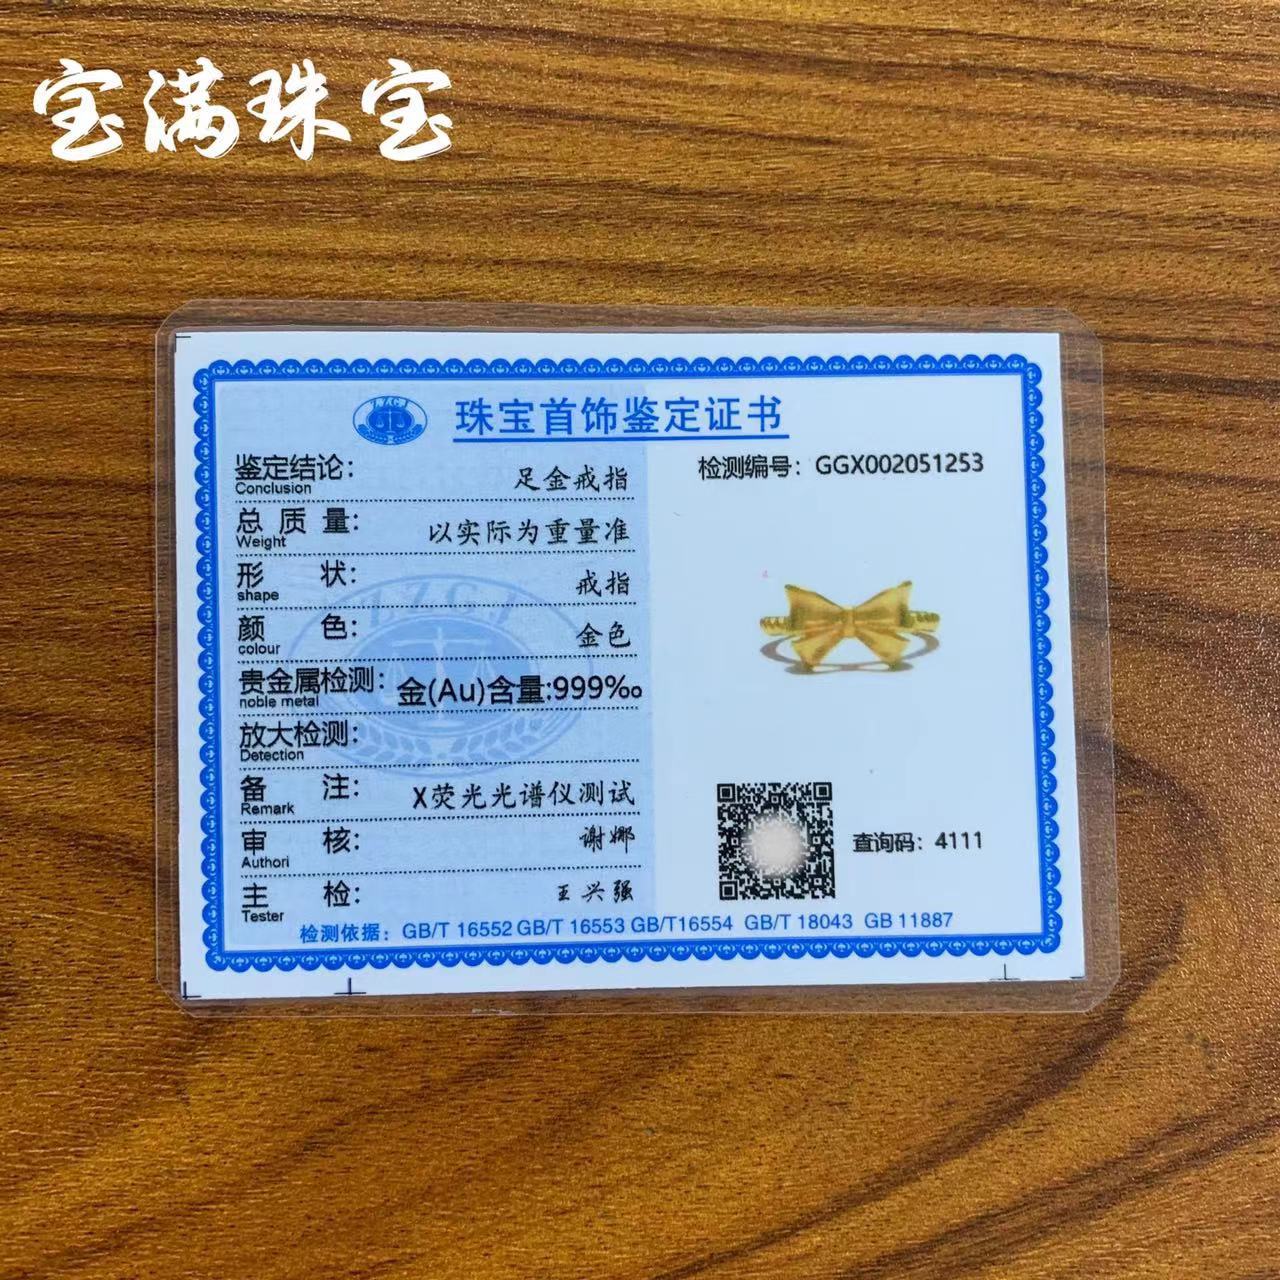 宝满珠宝
ZZGJ
珠宝首饰鉴定证书
检测编号：GGX002051253
鉴定结论：
Conclusion
足金戒指
总质量：
Weight
以实际为重量准
形状：
shape
戒指
颜色：
colour
金色
贵金属检测：
noble metal
金(Au)含量:999‰
放大检测：
Detection
备注：
Remark
X荧光光谱仪测试
审核：
Authori
谢娜
主检：
Tester
王兴强
查询码：4111
检测依据：GB/T 16552 GB/T 16553 GB/T16554 GB/T 18043 GB 11887